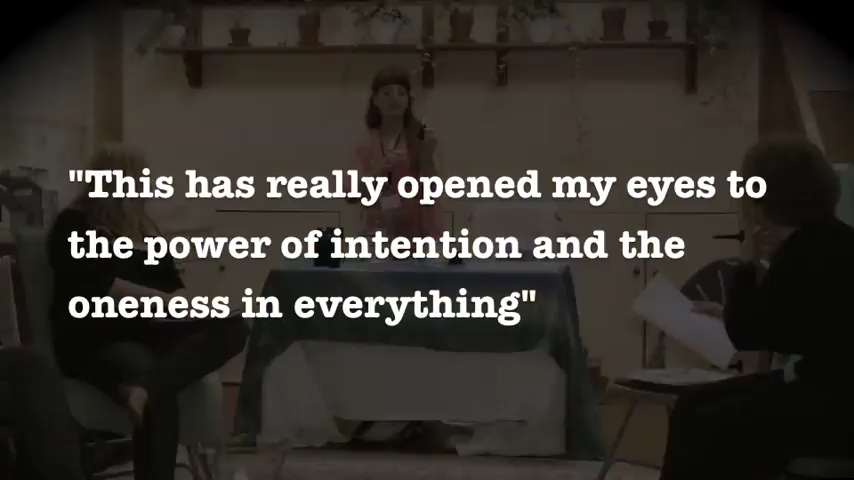 "This has really opened my eyes to
the power of intention and the
oneness in everything"